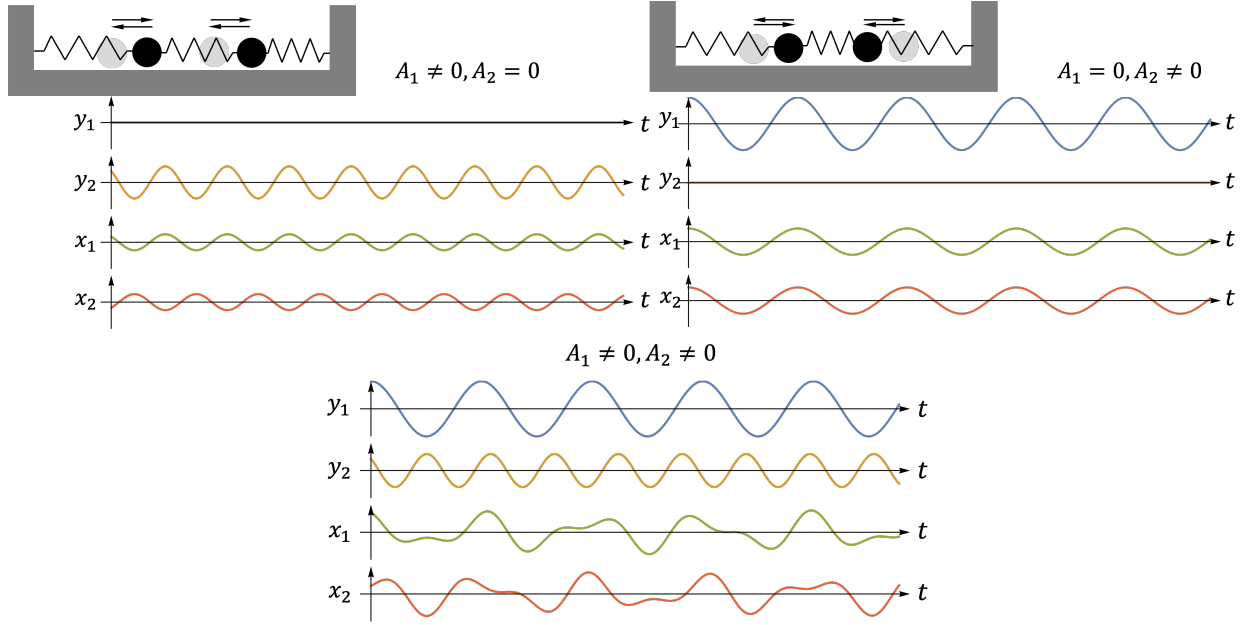 A₁ ≠ 0, A₂ = 0
y₁ t
y₂ t
x₁ t
x₂ t
A₁ = 0, A₂ ≠ 0
y₁ t
y₂ t
x₁ t
x₂ t
A₁ ≠ 0, A₂ ≠ 0
y₁ t
y₂ t
x₁ t
x₂ t